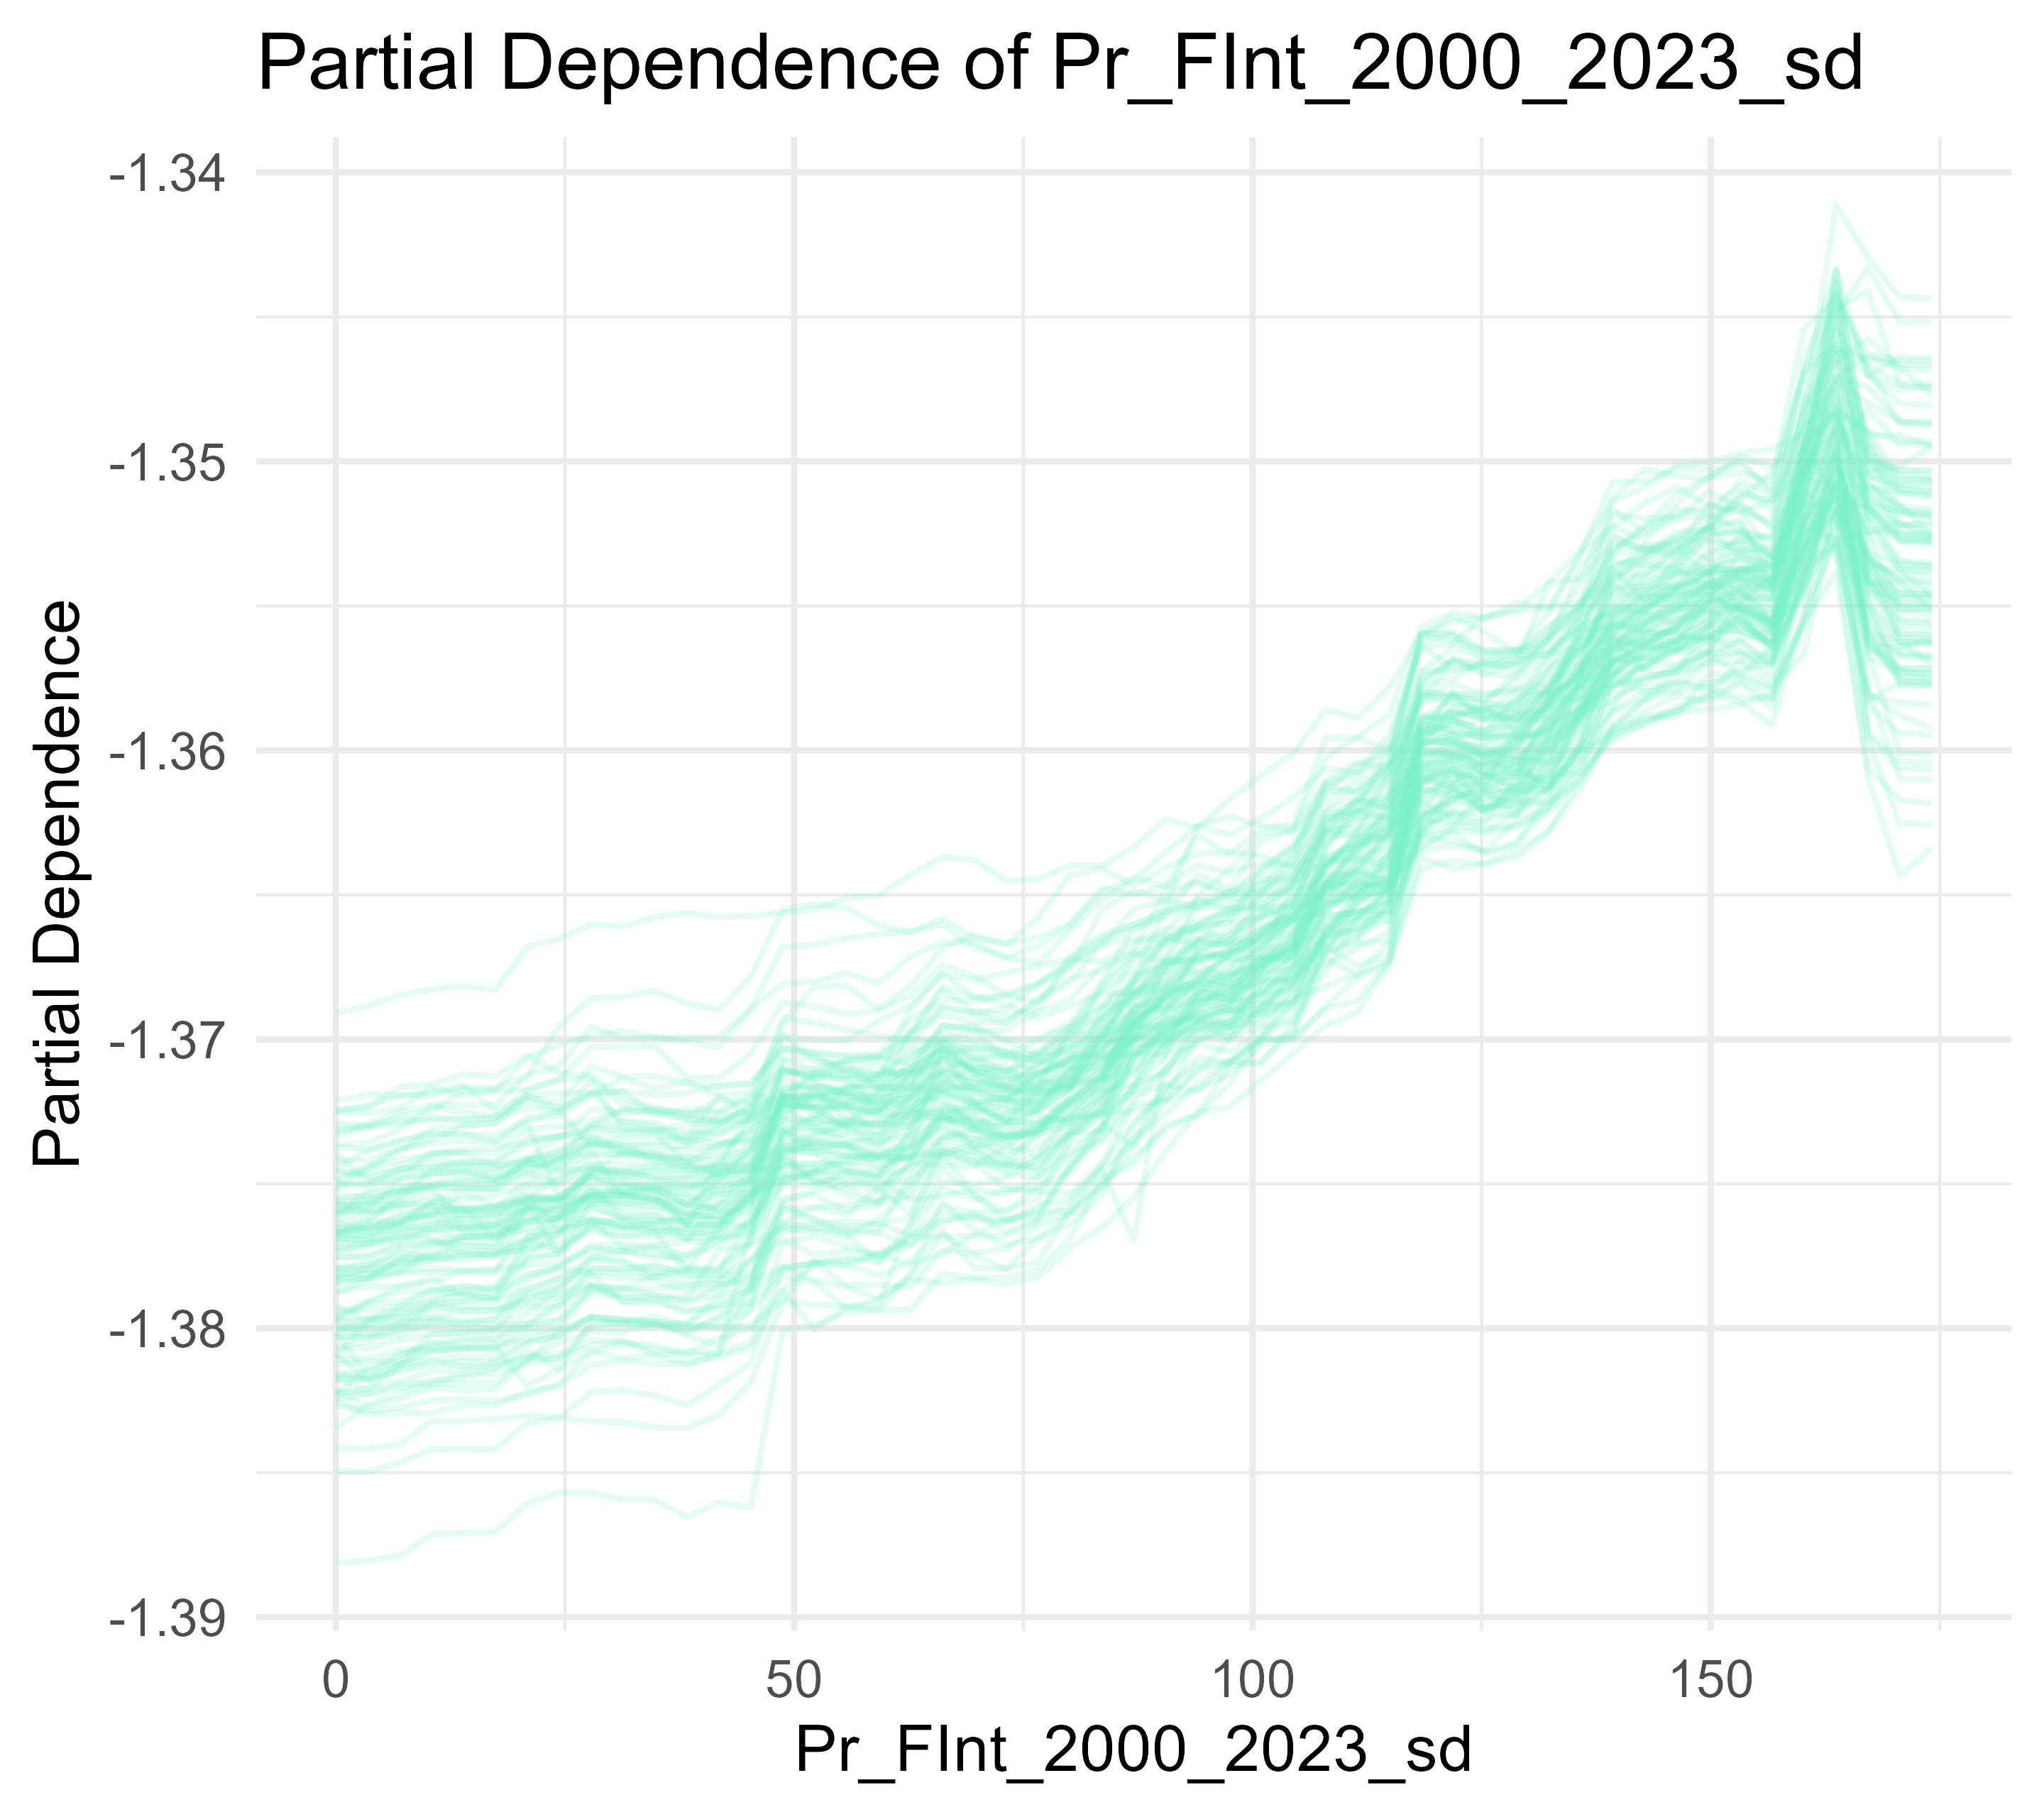 Partial Dependence of Pr_FInt_2000_2023_sd
-1.34
-1.35
-1.36
-1.37
-1.38
-1.39
Partial Dependence
0 50 100 150
Pr_FInt_2000_2023_sd